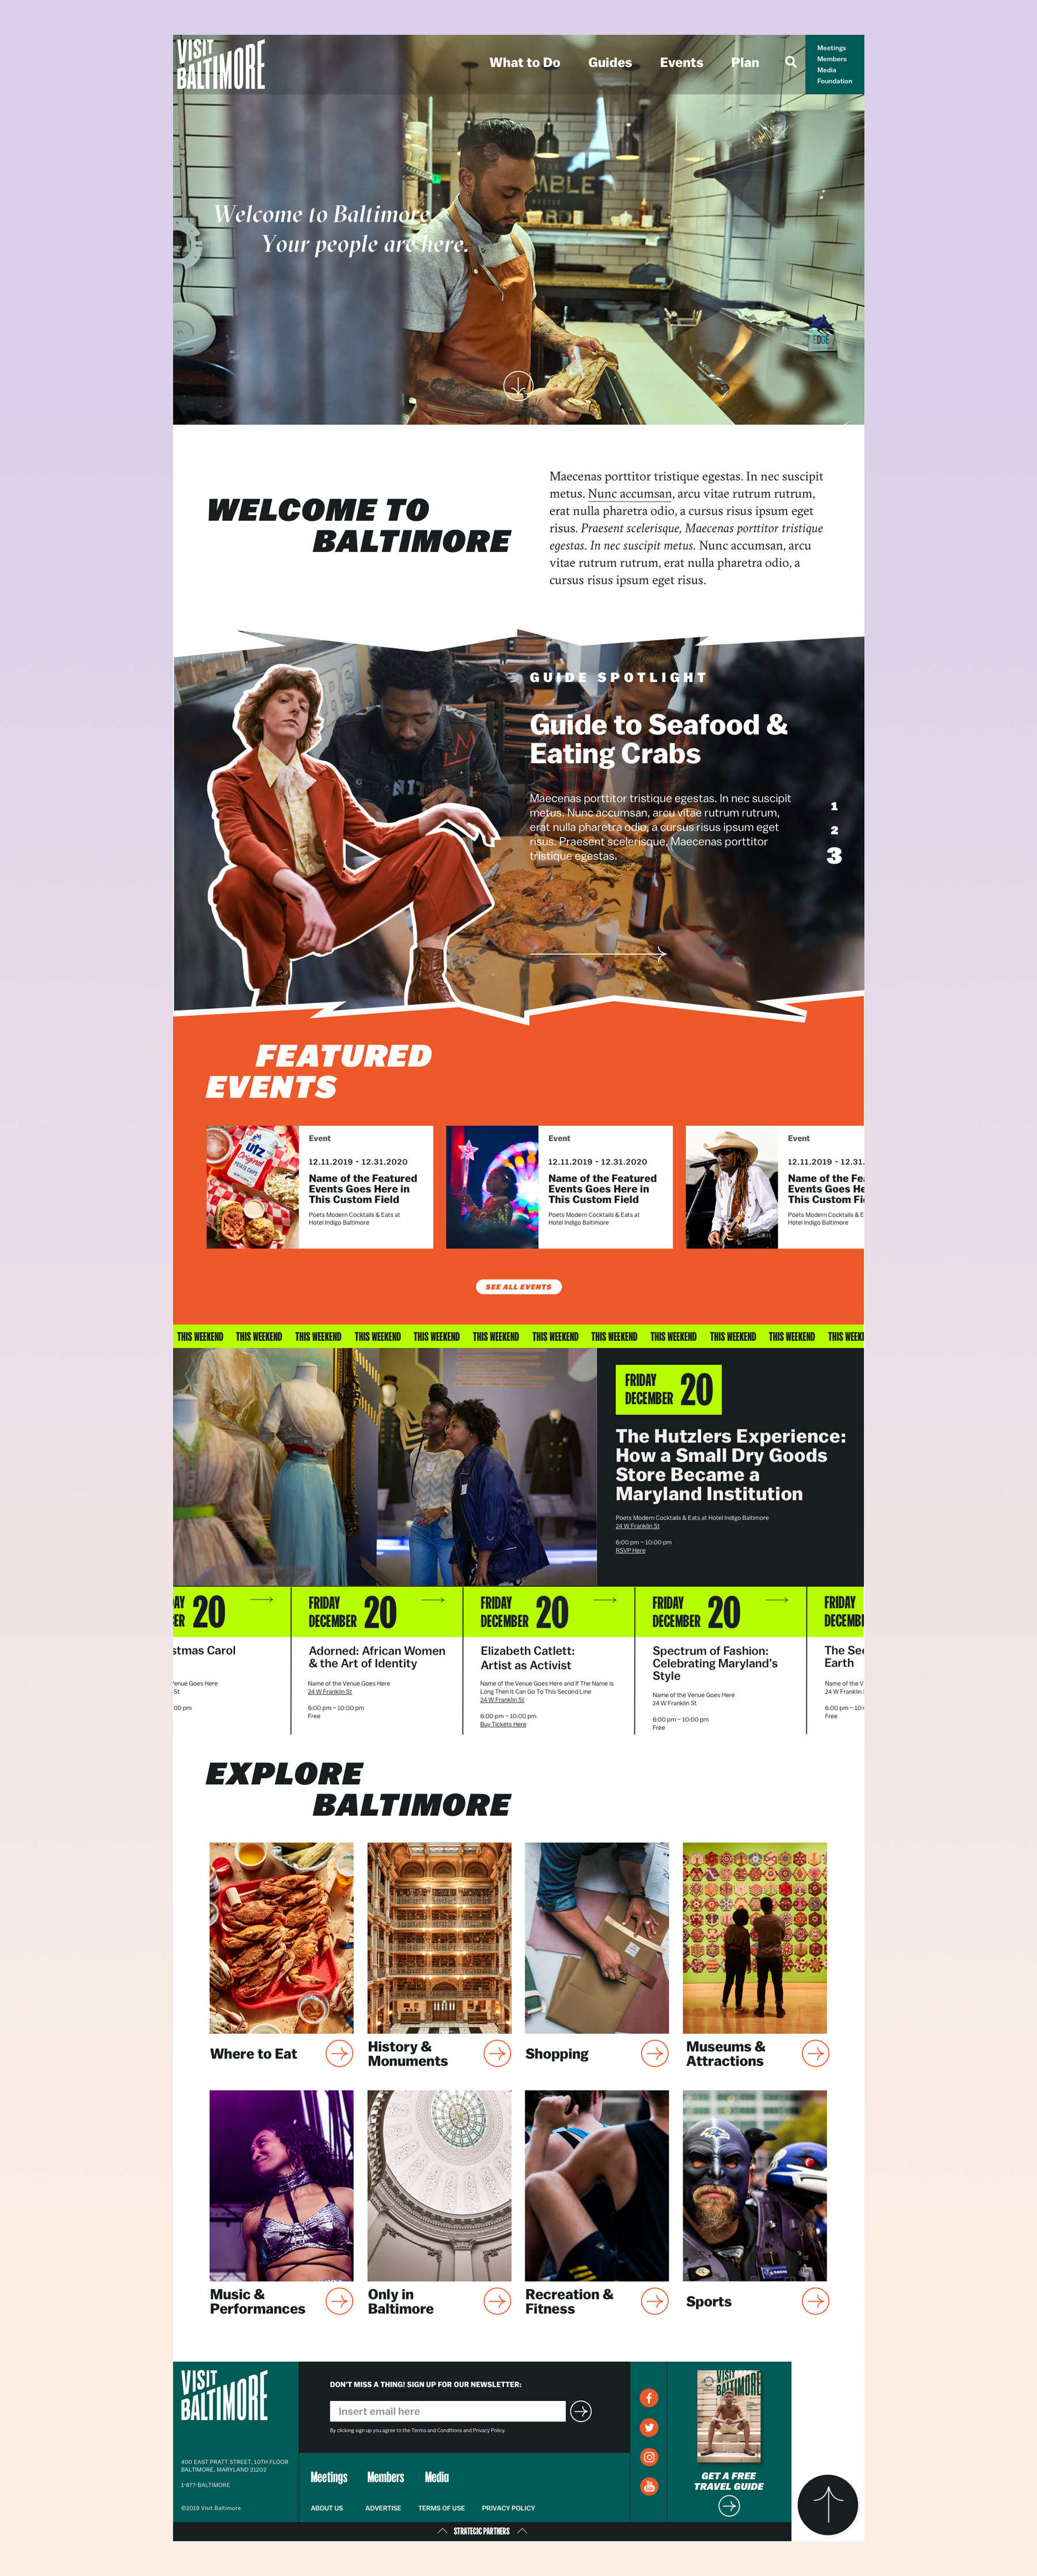 VISIT
BALTIMORE
What to Do
Guides
Events
Plan
Meetings
Members
Media
Foundation
Welcome to Baltimore.
Your people are here.
EDGE
WELCOME TO
BALTIMORE
Maecenas porttitor tristique egestas. In nec suscipit
metus. Nunc accumsan, arcu vitae rutrum rutrum,
erat nulla pharetra odio, a cursus risus ipsum eget
risus. Praesent scelerisque, Maecenas porttitor tristique
egestas. In nec suscipit metus. Nunc accumsan, arcu
vitae rutrum rutrum, erat nulla pharetra odio, a
cursus risus ipsum eget risus.
GUIDE SPOTLIGHT
Guide to Seafood &
Eating Crabs
Maecenas porttitor tristique egestas. In nec suscipit
metus. Nunc accumsan, arcu vitae rutrum rutrum,
erat nulla pharetra odio, a cursus risus ipsum eget
risus. Praesent scelerisque, Maecenas porttitor
tristique egestas.
1
2
3
FEATURED
EVENTS
Utz
Original
POTATO CHIPS
Event
12.11.2019 - 12.31.2020
Name of the Featured
Events Goes Here in
This Custom Field
Poets Modern Cocktails & Eats at
Hotel Indigo Baltimore
Event
12.11.2019 - 12.31.2020
Name of the Featured
Events Goes Here in
This Custom Field
Poets Modern Cocktails & Eats at
Hotel Indigo Baltimore
Event
12.11.2019 - 12.31.
Name of the Fea
Events Goes He
This Custom Fi
Poets Modern Cocktails & E
Hotel Indigo Baltimore
SEE ALL EVENTS
THIS WEEKEND THIS WEEKEND THIS WEEKEND THIS WEEKEND THIS WEEKEND THIS WEEKEND THIS WEEKEND THIS WEEKEND THIS WEEKEND THIS WEEKEND THIS WEEKEND THIS WEEK
FRIDAY
DECEMBER 20
The Hutzlers Experience:
How a Small Dry Goods
Store Became a
Maryland Institution
Poets Modern Cocktails & Eats at Hotel Indigo Baltimore
24 W Franklin St
6:00 pm – 10:00 pm
RSVP Here
AY
ER 20
stmas Carol
Venue Goes Here
St
00 pm
FRIDAY
DECEMBER 20
Adorned: African Women
& the Art of Identity
Name of the Venue Goes Here
24 W Franklin St
6:00 pm – 10:00 pm
Free
FRIDAY
DECEMBER 20
Elizabeth Catlett:
Artist as Activist
Name of the Venue Goes Here and If The Name is
Long Then It Can Go To This Second Line
24 W Franklin St
6:00 pm – 10:00 pm
Buy Tickets Here
FRIDAY
DECEMBER 20
Spectrum of Fashion:
Celebrating Maryland's
Style
Name of the Venue Goes Here
24 W Franklin St
6:00 pm – 10:00 pm
Free
FRIDAY
DECEMB
The Sec
Earth
Name of the V
24 W Franklin
6:00 pm – 10:
Free
EXPLORE
BALTIMORE
Where to Eat
History &
Monuments
Shopping
Museums &
Attractions
Music &
Performances
Only in
Baltimore
Recreation &
Fitness
Sports
VISIT
BALTIMORE
400 EAST PRATT STREET, 10TH FLOOR
BALTIMORE, MARYLAND 21202
1-877-BALTIMORE
©2019 Visit Baltimore
DON'T MISS A THING! SIGN UP FOR OUR NEWSLETTER:
Insert email here
By clicking sign up you agree to the Terms and Conditions and Privacy Policy.
Meetings
Members
Media
ABOUT US
ADVERTISE
TERMS OF USE
PRIVACY POLICY
VISIT
BALTIMORE
GET A FREE
TRAVEL GUIDE
STRATECIC PARTNERS